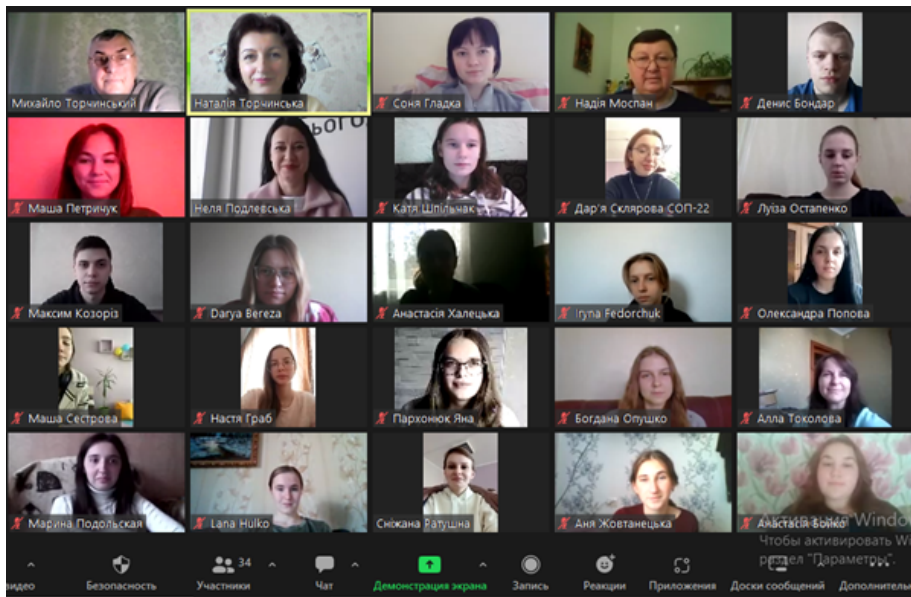 Михайло Торчинський
Наталія Торчинська
Соня Гладка
Надія Моспан
Денис Бондар
Маша Петричук
ЬОГО
Неля Подлевська
Катя Шпільчак
Дар'я Склярова СОП-22
Луїза Остапенко
Максим Козоріз
Darya Bereza
Анастасія Халецька
Iryna Fedorchuk
Олександра Попова
Маша Сестрова
Настя Граб
Пархонюк Яна
Богдана Опушко
Алла Токолова
Марина Подольская
Lana Hulko
Сніжана Ратушна
Аня Жовтанецька
Анастасія Бойко
Активация Windo
Чтобы активировать Wi
раздел "Параметры".
видео
Безопасность
34
Участники
Чат
Демонстрация экрана
Запись
Реакции
Приложения
Доски сообщений
Дополнитель